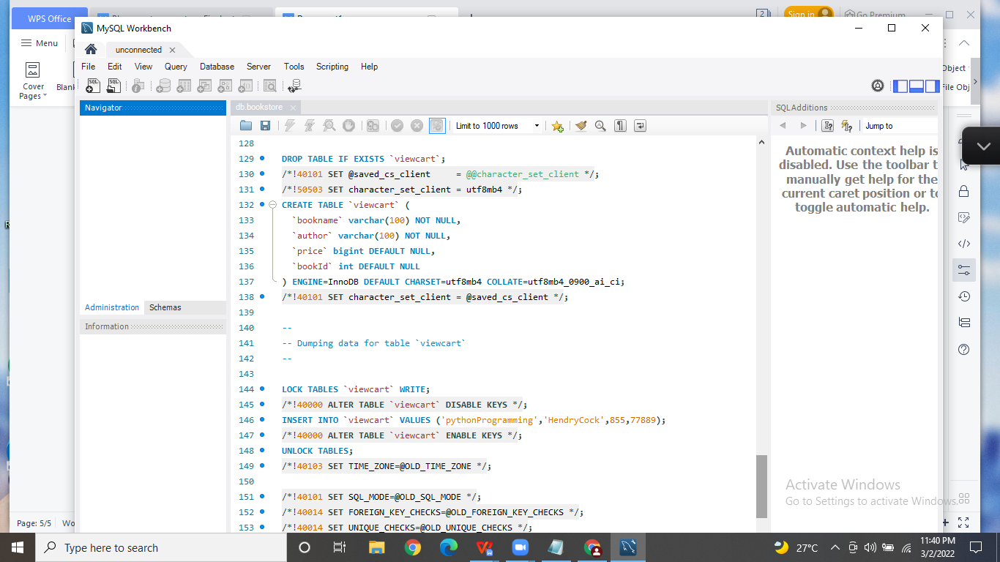 WPS Office
2
Sign in
Go Premium
MySQL Workbench
Menu
unconnected
File Edit View Query Database Server Tools Scripting Help
Object
Cover
Pages
Blan
File Obj
Navigator
db.bookstore
SQLAdditions
Limit to 1000 rows
Jump to
Automatic context help is
disabled. Use the toolbar t
manually get help for the
current caret position or to
toggle automatic help.
128
129 DROP TABLE IF EXISTS `viewcart`;
130 /*!40101 SET @saved_cs_client     = @@character_set_client */;
131 /*!50503 SET character_set_client = utf8mb4 */;
132 CREATE TABLE `viewcart` (
133   `bookname` varchar(100) NOT NULL,
134   `author` varchar(100) NOT NULL,
135   `price` bigint DEFAULT NULL,
136   `bookId` int DEFAULT NULL
137 ) ENGINE=InnoDB DEFAULT CHARSET=utf8mb4 COLLATE=utf8mb4_0900_ai_ci;
138 /*!40101 SET character_set_client = @saved_cs_client */;
139
140 --
141 -- Dumping data for table `viewcart`
142 --
143
144 LOCK TABLES `viewcart` WRITE;
145 /*!40000 ALTER TABLE `viewcart` DISABLE KEYS */;
146 INSERT INTO `viewcart` VALUES ('pythonProgramming','HendryCock',855,77889);
147 /*!40000 ALTER TABLE `viewcart` ENABLE KEYS */;
148 UNLOCK TABLES;
149 /*!40103 SET TIME_ZONE=@OLD_TIME_ZONE */;
150
151 /*!40101 SET SQL_MODE=@OLD_SQL_MODE */;
152 /*!40014 SET FOREIGN_KEY_CHECKS=@OLD_FOREIGN_KEY_CHECKS */;
153 /*!40014 SET UNIQUE_CHECKS=@OLD_UNIQUE_CHECKS */;
Administration Schemas
Information
Activate Windows
Go to Settings to activate Windows.
Page: 5/5 Wo
Type here to search
27°C
11:40 PM
3/2/2022